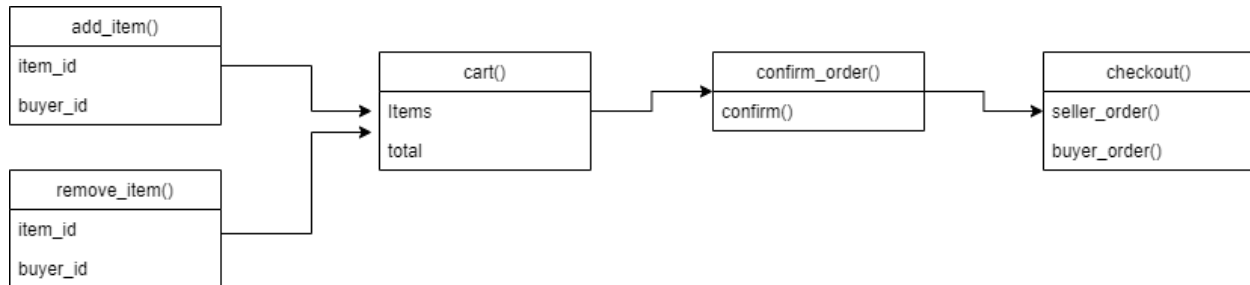 add_item()
item_id
buyer_id
remove_item()
item_id
buyer_id
cart()
Items
total
confirm_order()
confirm()
checkout()
seller_order()
buyer_order()